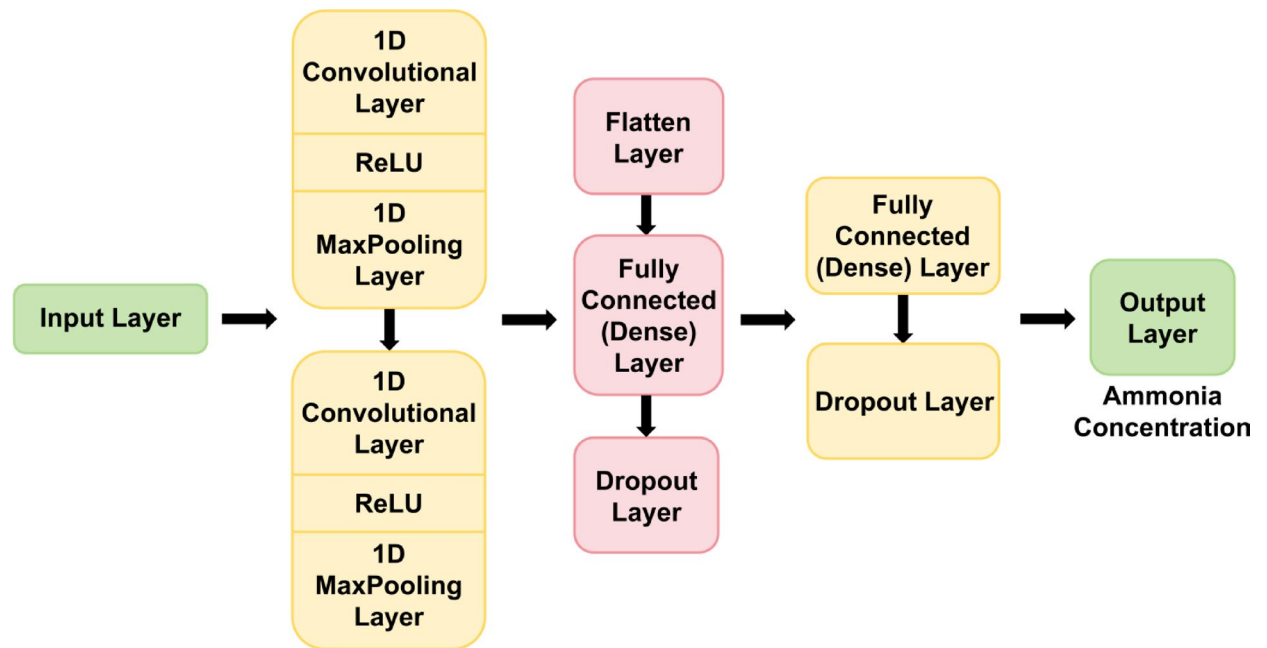 Input Layer
1D
Convolutional
Layer
ReLU
1D
MaxPooling
Layer
1D
Convolutional
Layer
ReLU
1D
MaxPooling
Layer
Flatten
Layer
Fully
Connected
(Dense)
Layer
Dropout
Layer
Fully
Connected
(Dense) Layer
Dropout Layer
Output
Layer
Ammonia
Concentration